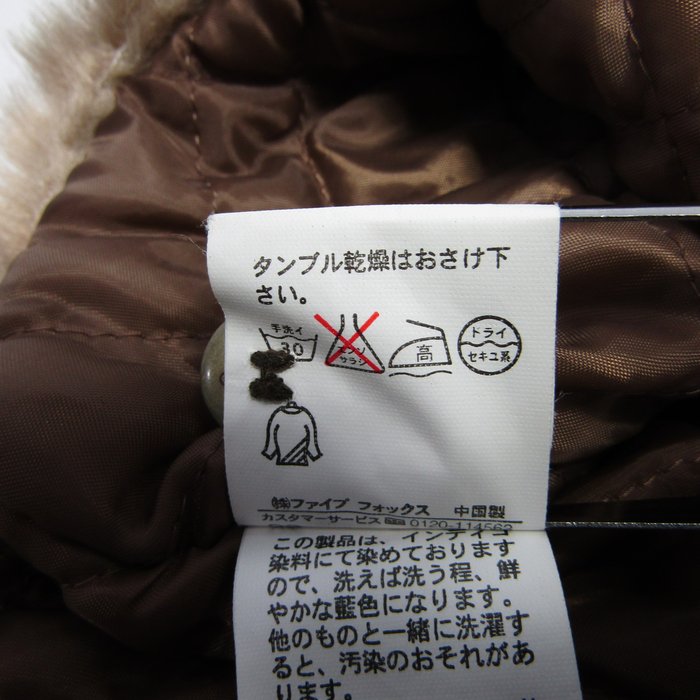 タンブル乾燥はおさけ下
さい。
手洗イ
30
エンソ
サラシ
高
ドライ
セキユ系
㈱ファイブ フォックス 中国製
カスタマーサービス 0120-114563
この製品は、インディゴ
染料にて染めております
ので、洗えば洗う程、鮮
やかな藍色になります。
他のものと一緒に洗濯す
ると、汚染のおそれがあ
ります。